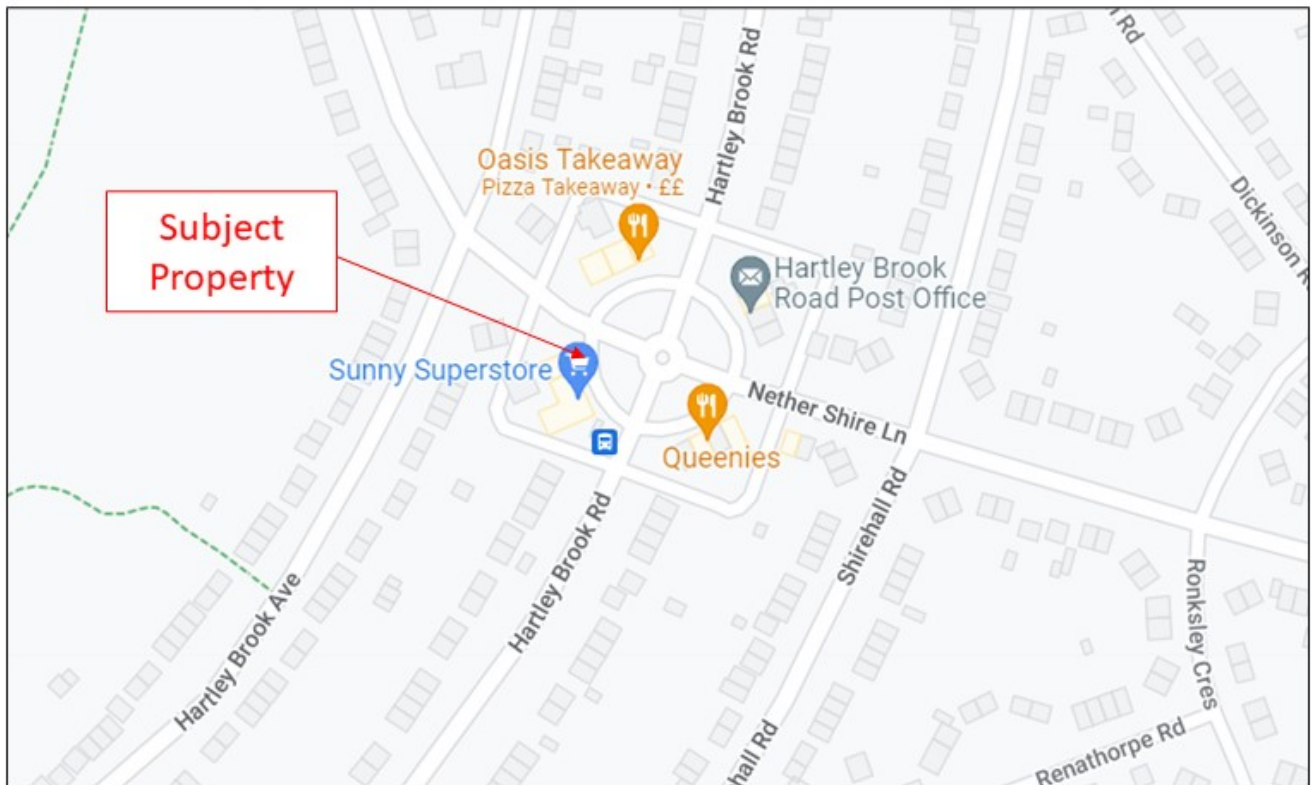 n Rd
Hartley Brook Rd
Oasis Takeaway
Pizza Takeaway • ££
Dickinson R
Subject
Property
Hartley Brook
Road Post Office
Sunny Superstore
Nether Shire Ln
Queenies
Hartley Brook Rd
Shirehall Rd
Hartley Brook Ave
Ronksley Cres
hall Rd
Renathorpe Rd